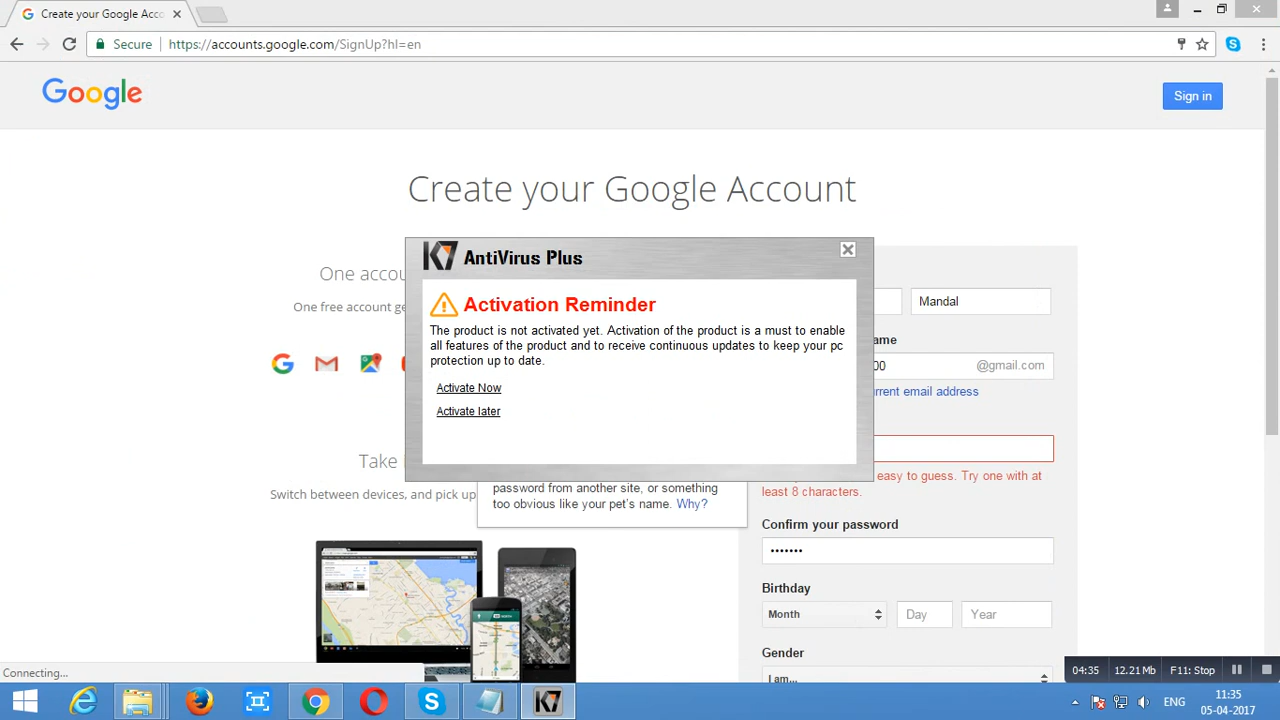 Create your Google Acco
Secure
https://accounts.google.com/SignUp?hl=en
Google
Sign in
Create your Google Account
One accou
One free account ge
Mandal
ame
00
@gmail.com
rrent email address
K7 AntiVirus Plus
Activation Reminder
The product is not activated yet. Activation of the product is a must to enable
all features of the product and to receive continuous updates to keep your pc
protection up to date.
Activate Now
Activate later
Take
Switch between devices, and pick up
password from another site, or something
too obvious like your pet's name. Why?
easy to guess. Try one with at
least 8 characters.
Confirm your password
•••••••
Birthday
Month
Day
Year
Gender
I am...
Connecting...
04:35
12.21 Mb
F11: Stop
ENG
11:35
05-04-2017